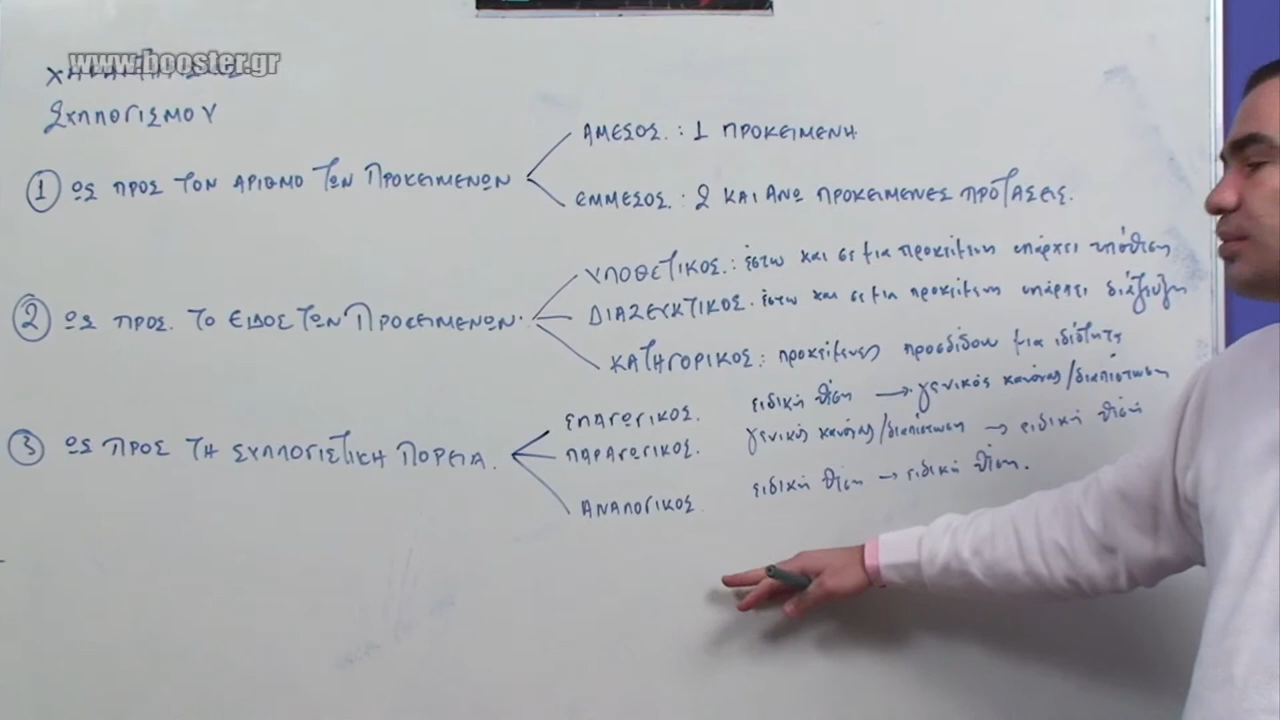 www.booster.gr
ΣΥΛΛΟΓΙΣΜΟΥ
① ΩΣ ΠΡΟΣ ΤΟΝ ΑΡΙΘΜΟ ΤΩΝ ΠΡΟΚΕΙΜΕΝΩΝ
ΑΜΕΣΟΣ. : 1 ΠΡΟΚΕΙΜΕΝΗ
ΕΜΜΕΣΟΣ. : 2 ΚΑΙ ΑΝΩ ΠΡΟΚΕΙΜΕΝΕΣ ΠΡΟΤΑΣΕΙΣ.
② ΩΣ ΠΡΟΣ. ΤΟ ΕΙΔΟΣ ΤΩΝ ΠΡΟΚΕΙΜΕΝΩΝ.
ΥΠΟΘΕΤΙΚΟΣ. : έστω και σε μια προκείμενη υπάρχει υπόθεση
ΔΙΑΖΕΥΚΤΙΚΟΣ. έστω και σε μια προκείμενη υπάρχει διάζευξη
ΚΑΤΗΓΟΡΙΚΟΣ : προκείμενες προσδίδουν μια ιδιότητα
③ ΩΣ ΠΡΟΣ ΤΗ ΣΥΛΛΟΓΙΣΤΙΚΗ ΠΟΡΕΙΑ.
ΕΠΑΓΩΓΙΚΟΣ. ειδική θέση → γενικός κανόνας/διαπίστωση
ΠΑΡΑΓΩΓΙΚΟΣ. γενικός κανόνας/διαπίστωση → ειδική θέση
ΑΝΑΛΟΓΙΚΟΣ ειδική θέση → ειδική θέση.